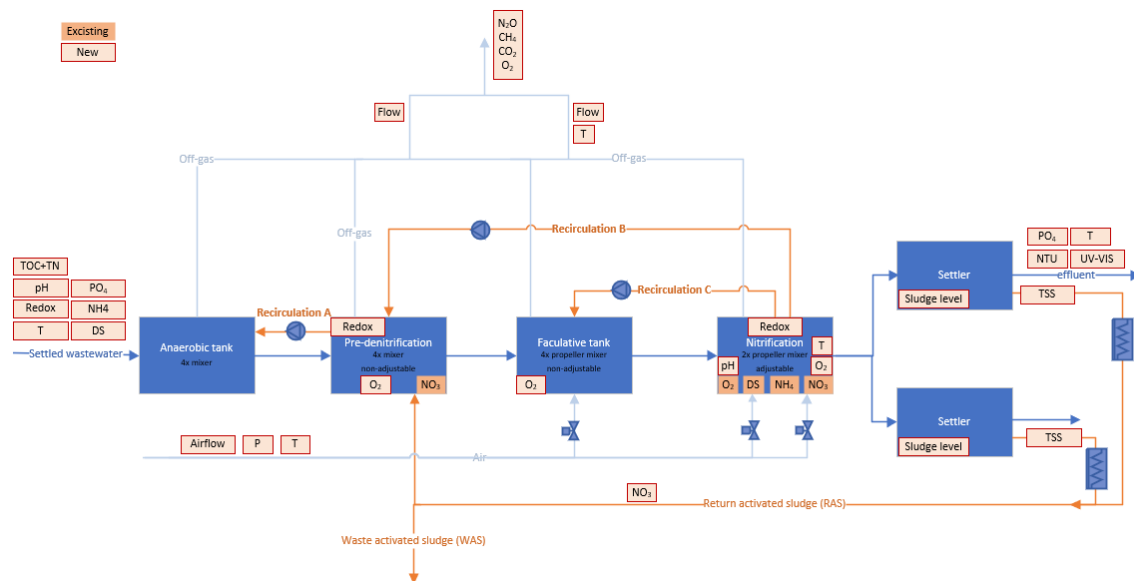 Excisting
New
N₂O
CH₄
CO₂
O₂
Flow
Flow
T
Off-gas
Off-gas
Off-gas
Recirculation B
Recirculation C
Recirculation A
TOC+TN
pH
PO₄
Redox
NH4
T
DS
Settled wastewater
Anaerobic tank
4x mixer
Redox
Pre-denitrification
4x mixer
non-adjustable
O₂
NO₃
Faculative tank
4x propeller mixer
non-adjustable
O₂
Redox
Nitrification
2x propeller mixer
adjustable
T
pH
O₂
O₂
DS
NH₄
NO₃
Settler
Sludge level
PO₄
T
NTU
UV-VIS
effluent
TSS
Settler
Sludge level
TSS
Airflow
P
T
Air
NO₃
Return activated sludge (RAS)
Waste activated sludge (WAS)